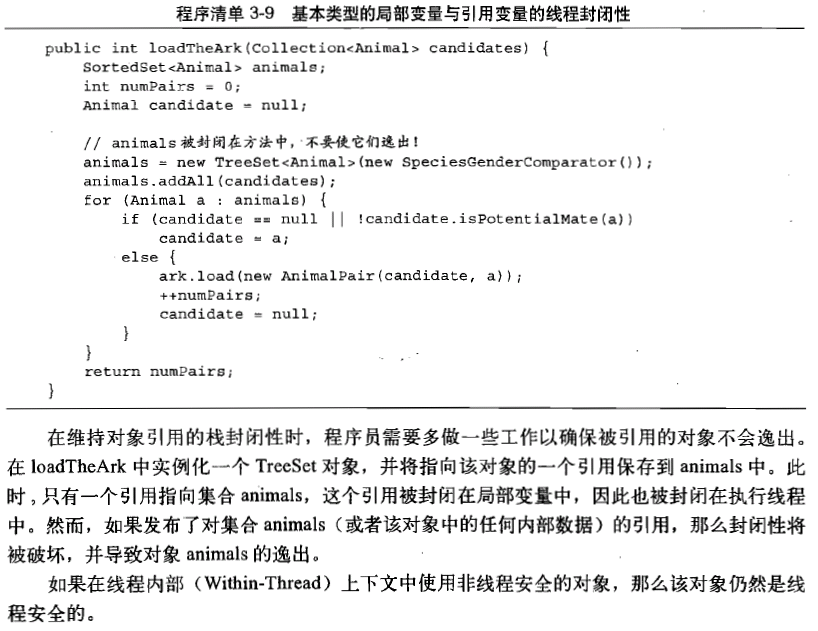 程序清单 3-9 基本类型的局部变量与引用变量的线程封闭性
public int loadTheArk(Collection<Animal> candidates) {
    SortedSet<Animal> animals;
    int numPairs = 0;
    Animal candidate = null;

    // animals被封闭在方法中，不要使它们逸出！
    animals = new TreeSet<Animal>(new SpeciesGenderComparator());
    animals.addAll(candidates);
    for (Animal a : animals) {
        if (candidate == null || !candidate.isPotentialMate(a))
            candidate = a;
        else {
            ark.load(new AnimalPair(candidate, a));
            ++numPairs;
            candidate = null;
        }
    }
    return numPairs;
}
在维持对象引用的栈封闭性时，程序员需要多做一些工作以确保被引用的对象不会逸出。
在 loadTheArk 中实例化一个 TreeSet 对象，并将指向该对象的一个引用保存到 animals 中。此
时，只有一个引用指向集合 animals，这个引用被封闭在局部变量中，因此也被封闭在执行线程
中。然而，如果发布了对集合 animals（或者该对象中的任何内部数据）的引用，那么封闭性将
被破坏，并导致对象 animals 的逸出。
如果在线程内部（Within-Thread）上下文中使用非线程安全的对象，那么该对象仍然是线
程安全的。